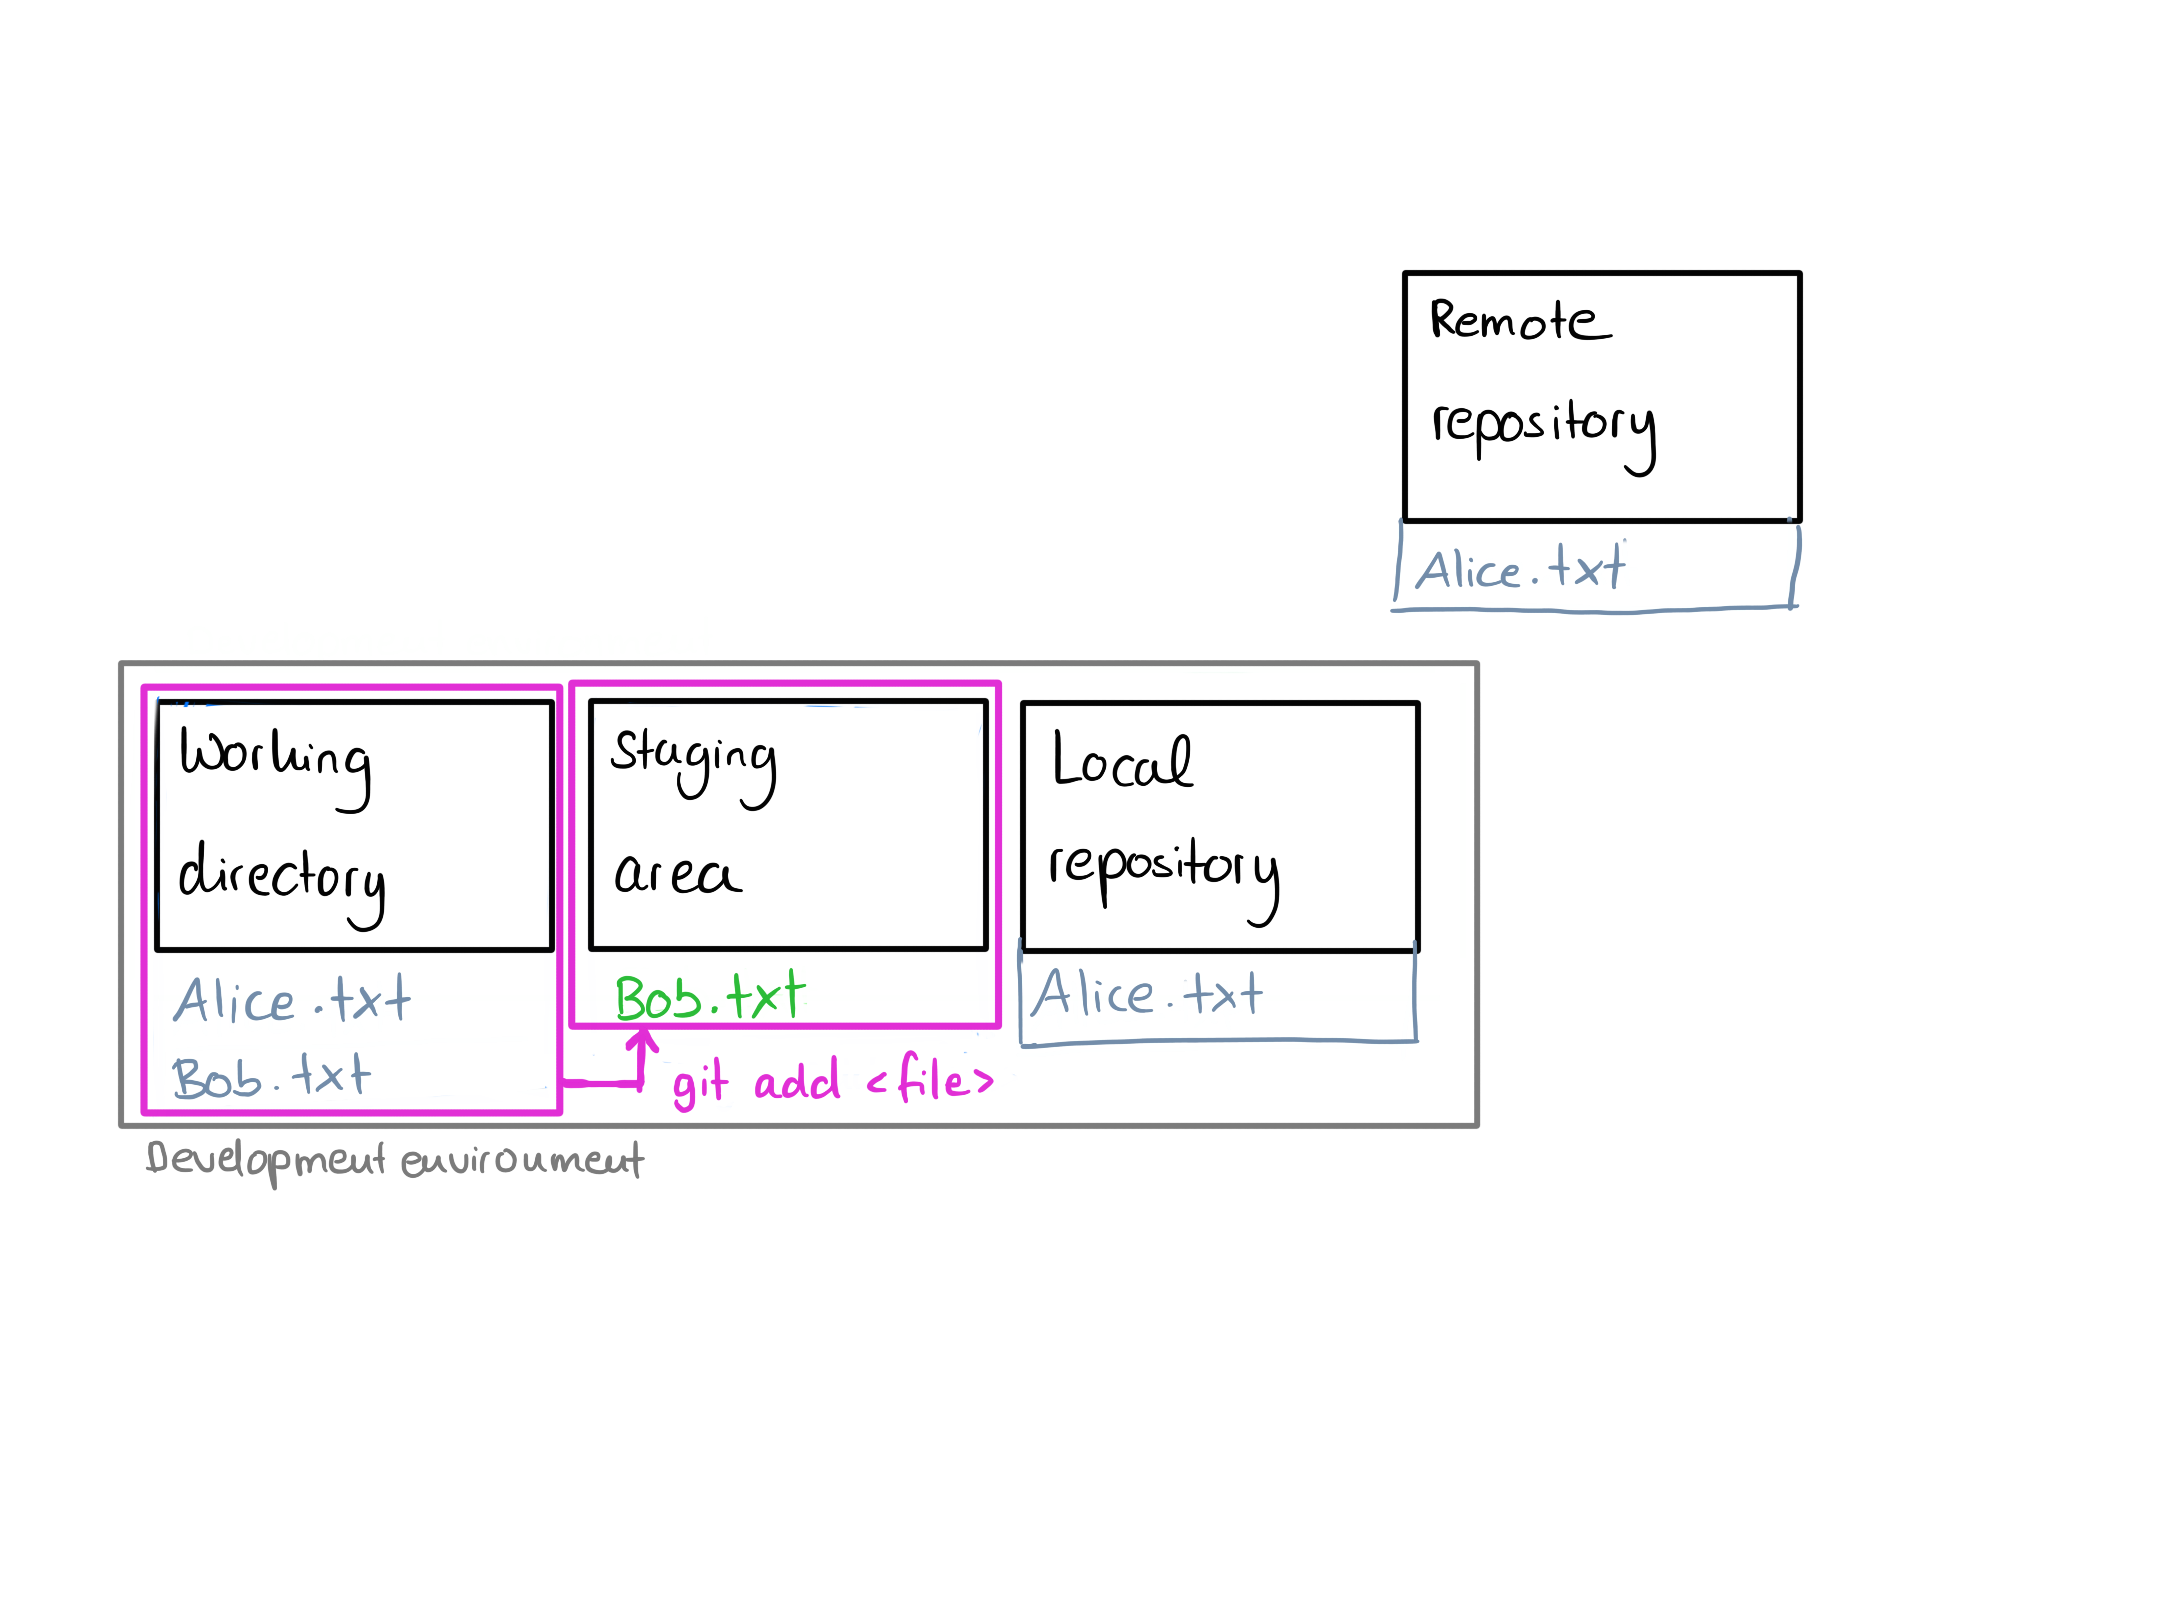 Remote
repository
Alice.txt
Working
directory
Alice.txt
Bob.txt
Staging
area
Bob.txt
git add <file>
Local
repository
Alice.txt
Development environment